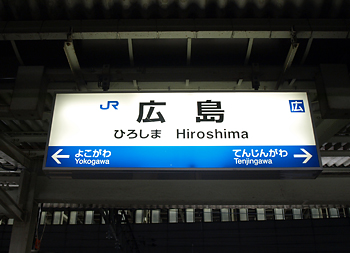 JR 広島 広
ひろしま Hiroshima
← よこがわ てんじんがわ →
Yokogawa Tenjingawa